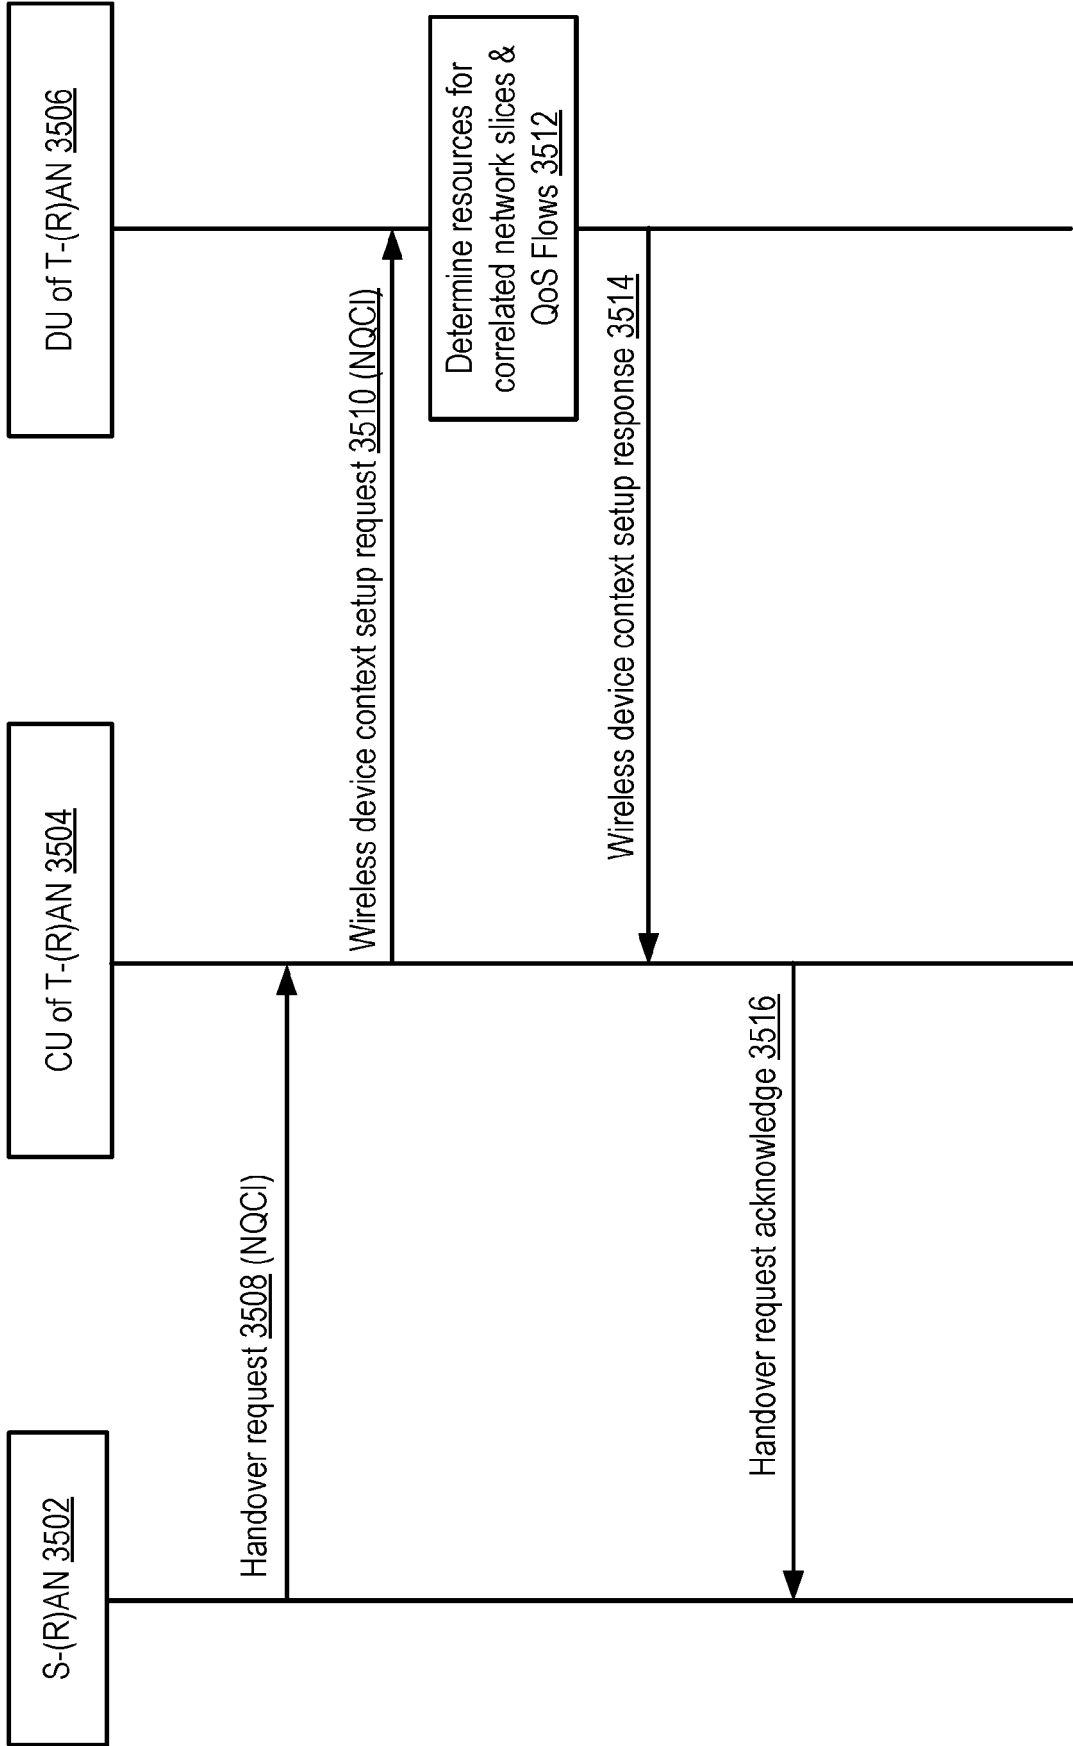 S-(R)AN 3502
CU of T-(R)AN 3504
DU of T-(R)AN 3506
Handover request 3508 (NQCI)
Wireless device context setup request 3510 (NQCI)
Determine resources for
correlated network slices &
QoS Flows 3512
Wireless device context setup response 3514
Handover request acknowledge 3516